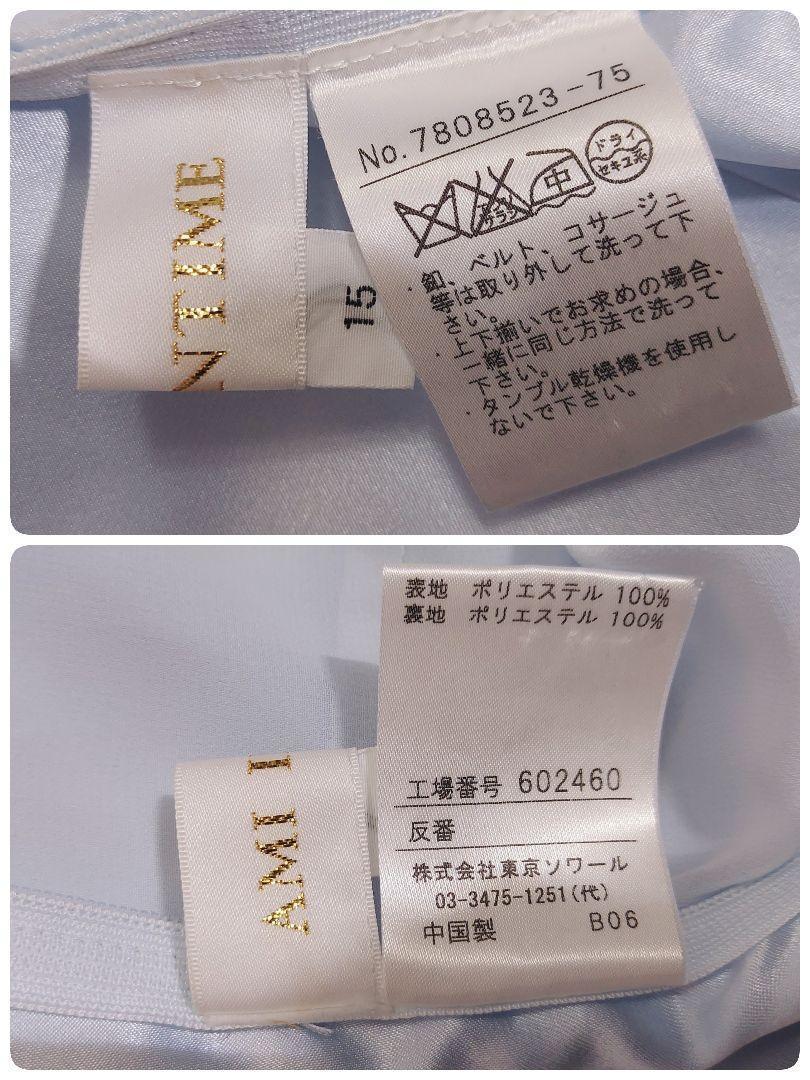 NTIME
15
No.7808523-75
エンソサラシ
中
ドライ
セキユ系
・釦、ベルト、コサージュ
等は取り外して洗って下
さい。
・上下揃いでお求めの場合、
一緒に同じ方法で洗って
下さい。
・タンブル乾燥機を使用し
ないで下さい。
AMI I
表地 ポリエステル 100%
裏地 ポリエステル 100%
工場番号 602460
反番
株式会社東京ソワール
03-3475-1251(代)
中国製 B06